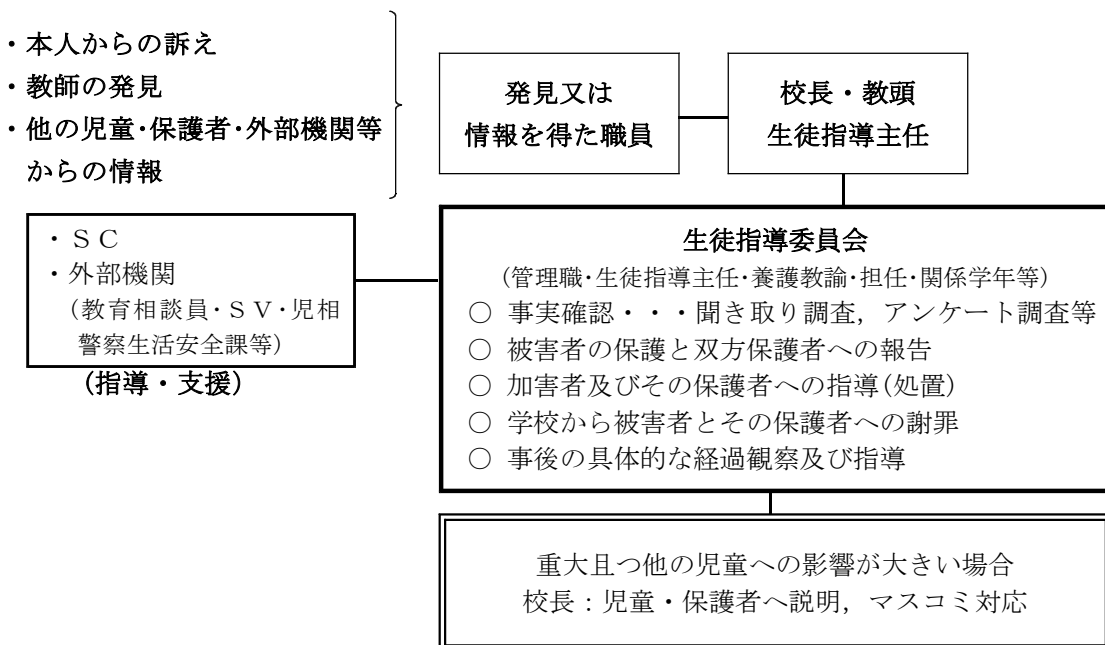 ・本人からの訴え
・教師の発見
・他の児童・保護者・外部機関等
からの情報
発見又は
情報を得た職員
校長・教頭
生徒指導主任
・ＳＣ
・外部機関
（教育相談員・ＳＶ・児相
警察生活安全課等）
(指導・支援)
生徒指導委員会
（管理職・生徒指導主任・養護教諭・担任・関係学年等）
○ 事実確認・・・聞き取り調査，アンケート調査等
○ 被害者の保護と双方保護者への報告
○ 加害者及びその保護者への指導(処置)
○ 学校から被害者とその保護者への謝罪
○ 事後の具体的な経過観察及び指導
重大且つ他の児童への影響が大きい場合
校長：児童・保護者へ説明，マスコミ対応